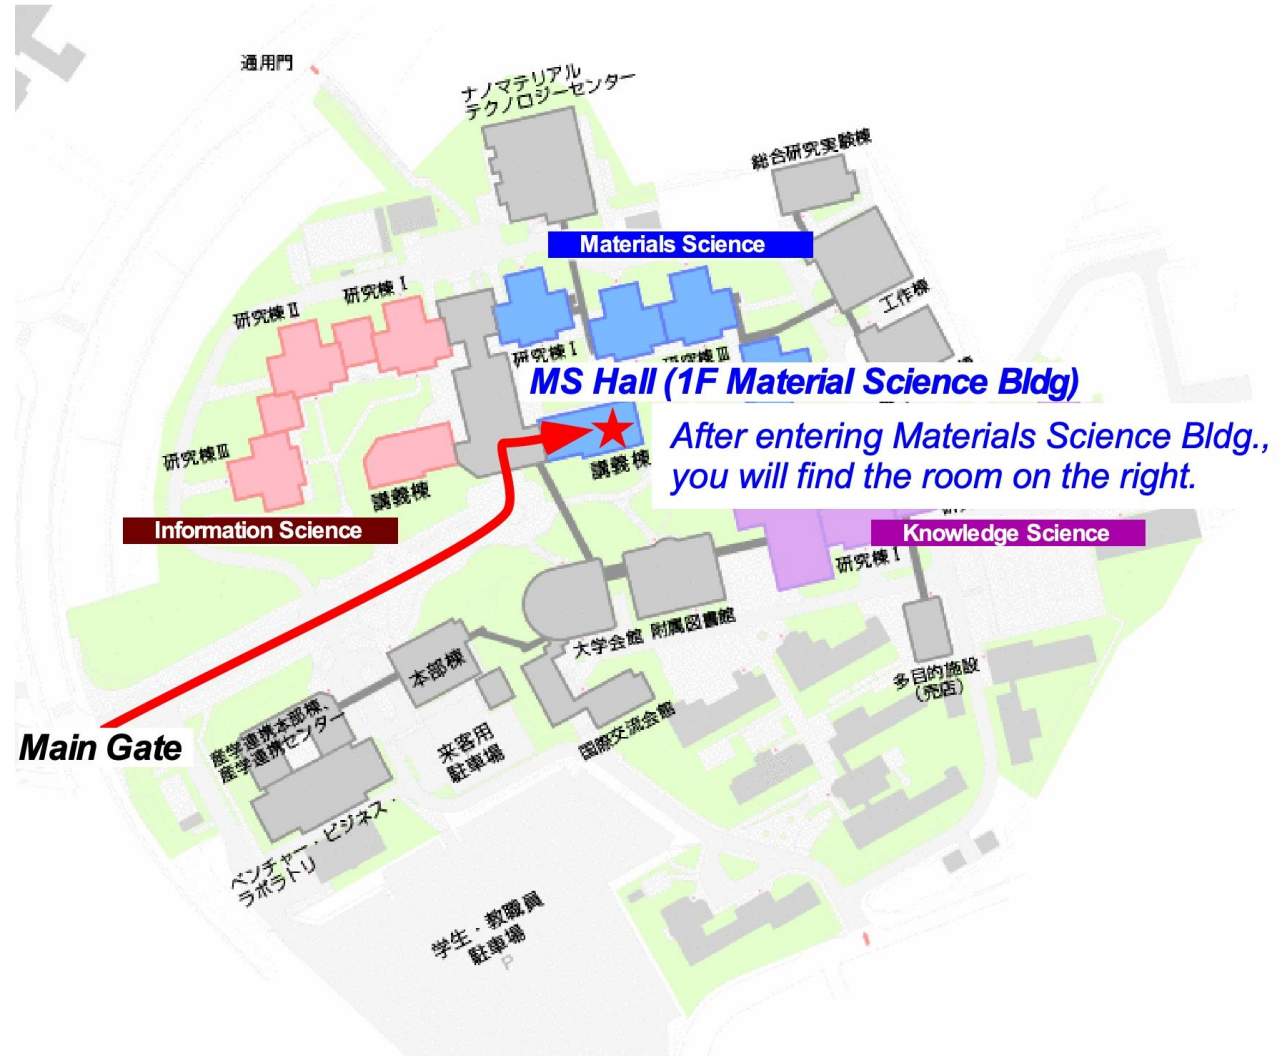 通用門
ナノマテリアル
テクノロジーセンター
総合研究実験棟
Materials Science
工作棟
研究棟 I
研究棟 II
研究棟 I
研究棟 III
MS Hall (1F Material Science Bldg)
After entering Materials Science Bldg.,
you will find the room on the right.
研究棟 III
講義棟
講義棟
Information Science
Knowledge Science
研究棟 I
大学会館
附属図書館
本部棟
多目的施設
(売店)
産学連携本部棟、
産学連携センター
Main Gate
来客用
駐車場
国際交流会館
ベンチャー・ビジネス・
ラボラトリ
学生・教職員
駐車場
P